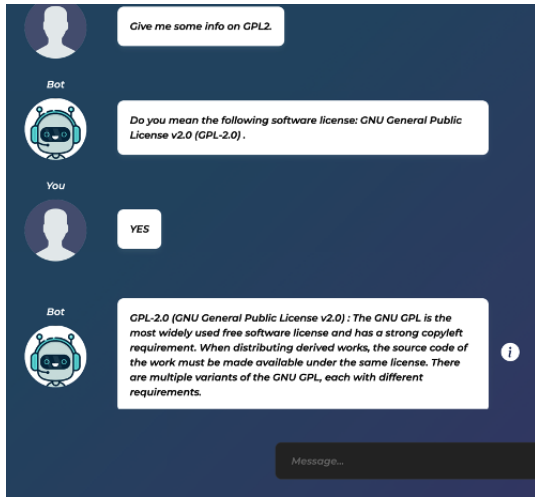 Give me some info on GPL2.
Bot
Do you mean the following software license: GNU General Public
License v2.0 (GPL-2.0) .
You
YES
Bot
GPL-2.0 (GNU General Public License v2.0) : The GNU GPL is the
most widely used free software license and has a strong copyleft
requirement. When distributing derived works, the source code of
the work must be made available under the same license. There
are multiple variants of the GNU GPL, each with different
requirements.
i
Message...